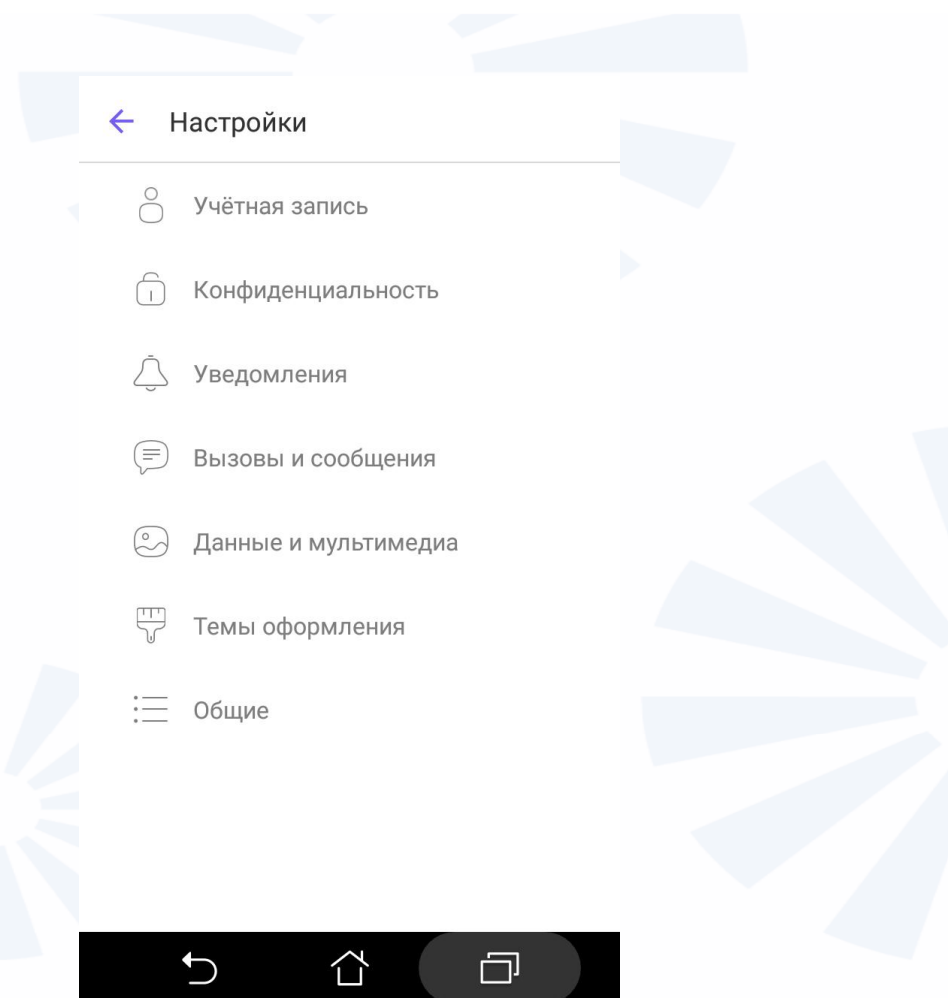 Настройки
Учётная запись
Конфиденциальность
Уведомления
Вызовы и сообщения
Данные и мультимедиа
Темы оформления
Общие